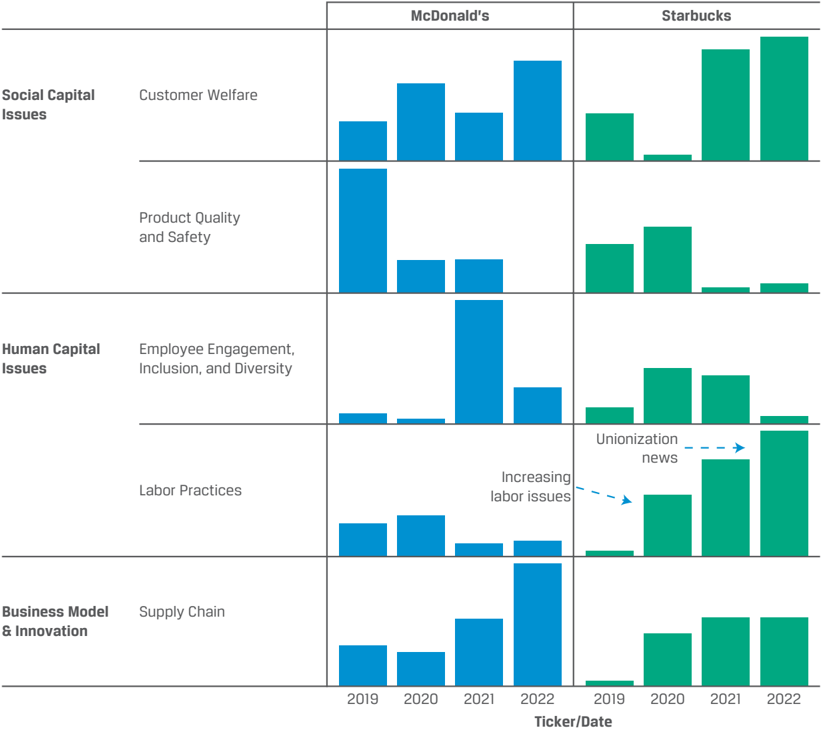 McDonald's
Starbucks
Social Capital
Issues
Customer Welfare
Product Quality
and Safety
Human Capital
Issues
Employee Engagement,
Inclusion, and Diversity
Unionization
news
Increasing
labor issues
Labor Practices
Business Model
& Innovation
Supply Chain
2019 2020 2021 2022 2019 2020 2021 2022
Ticker/Date